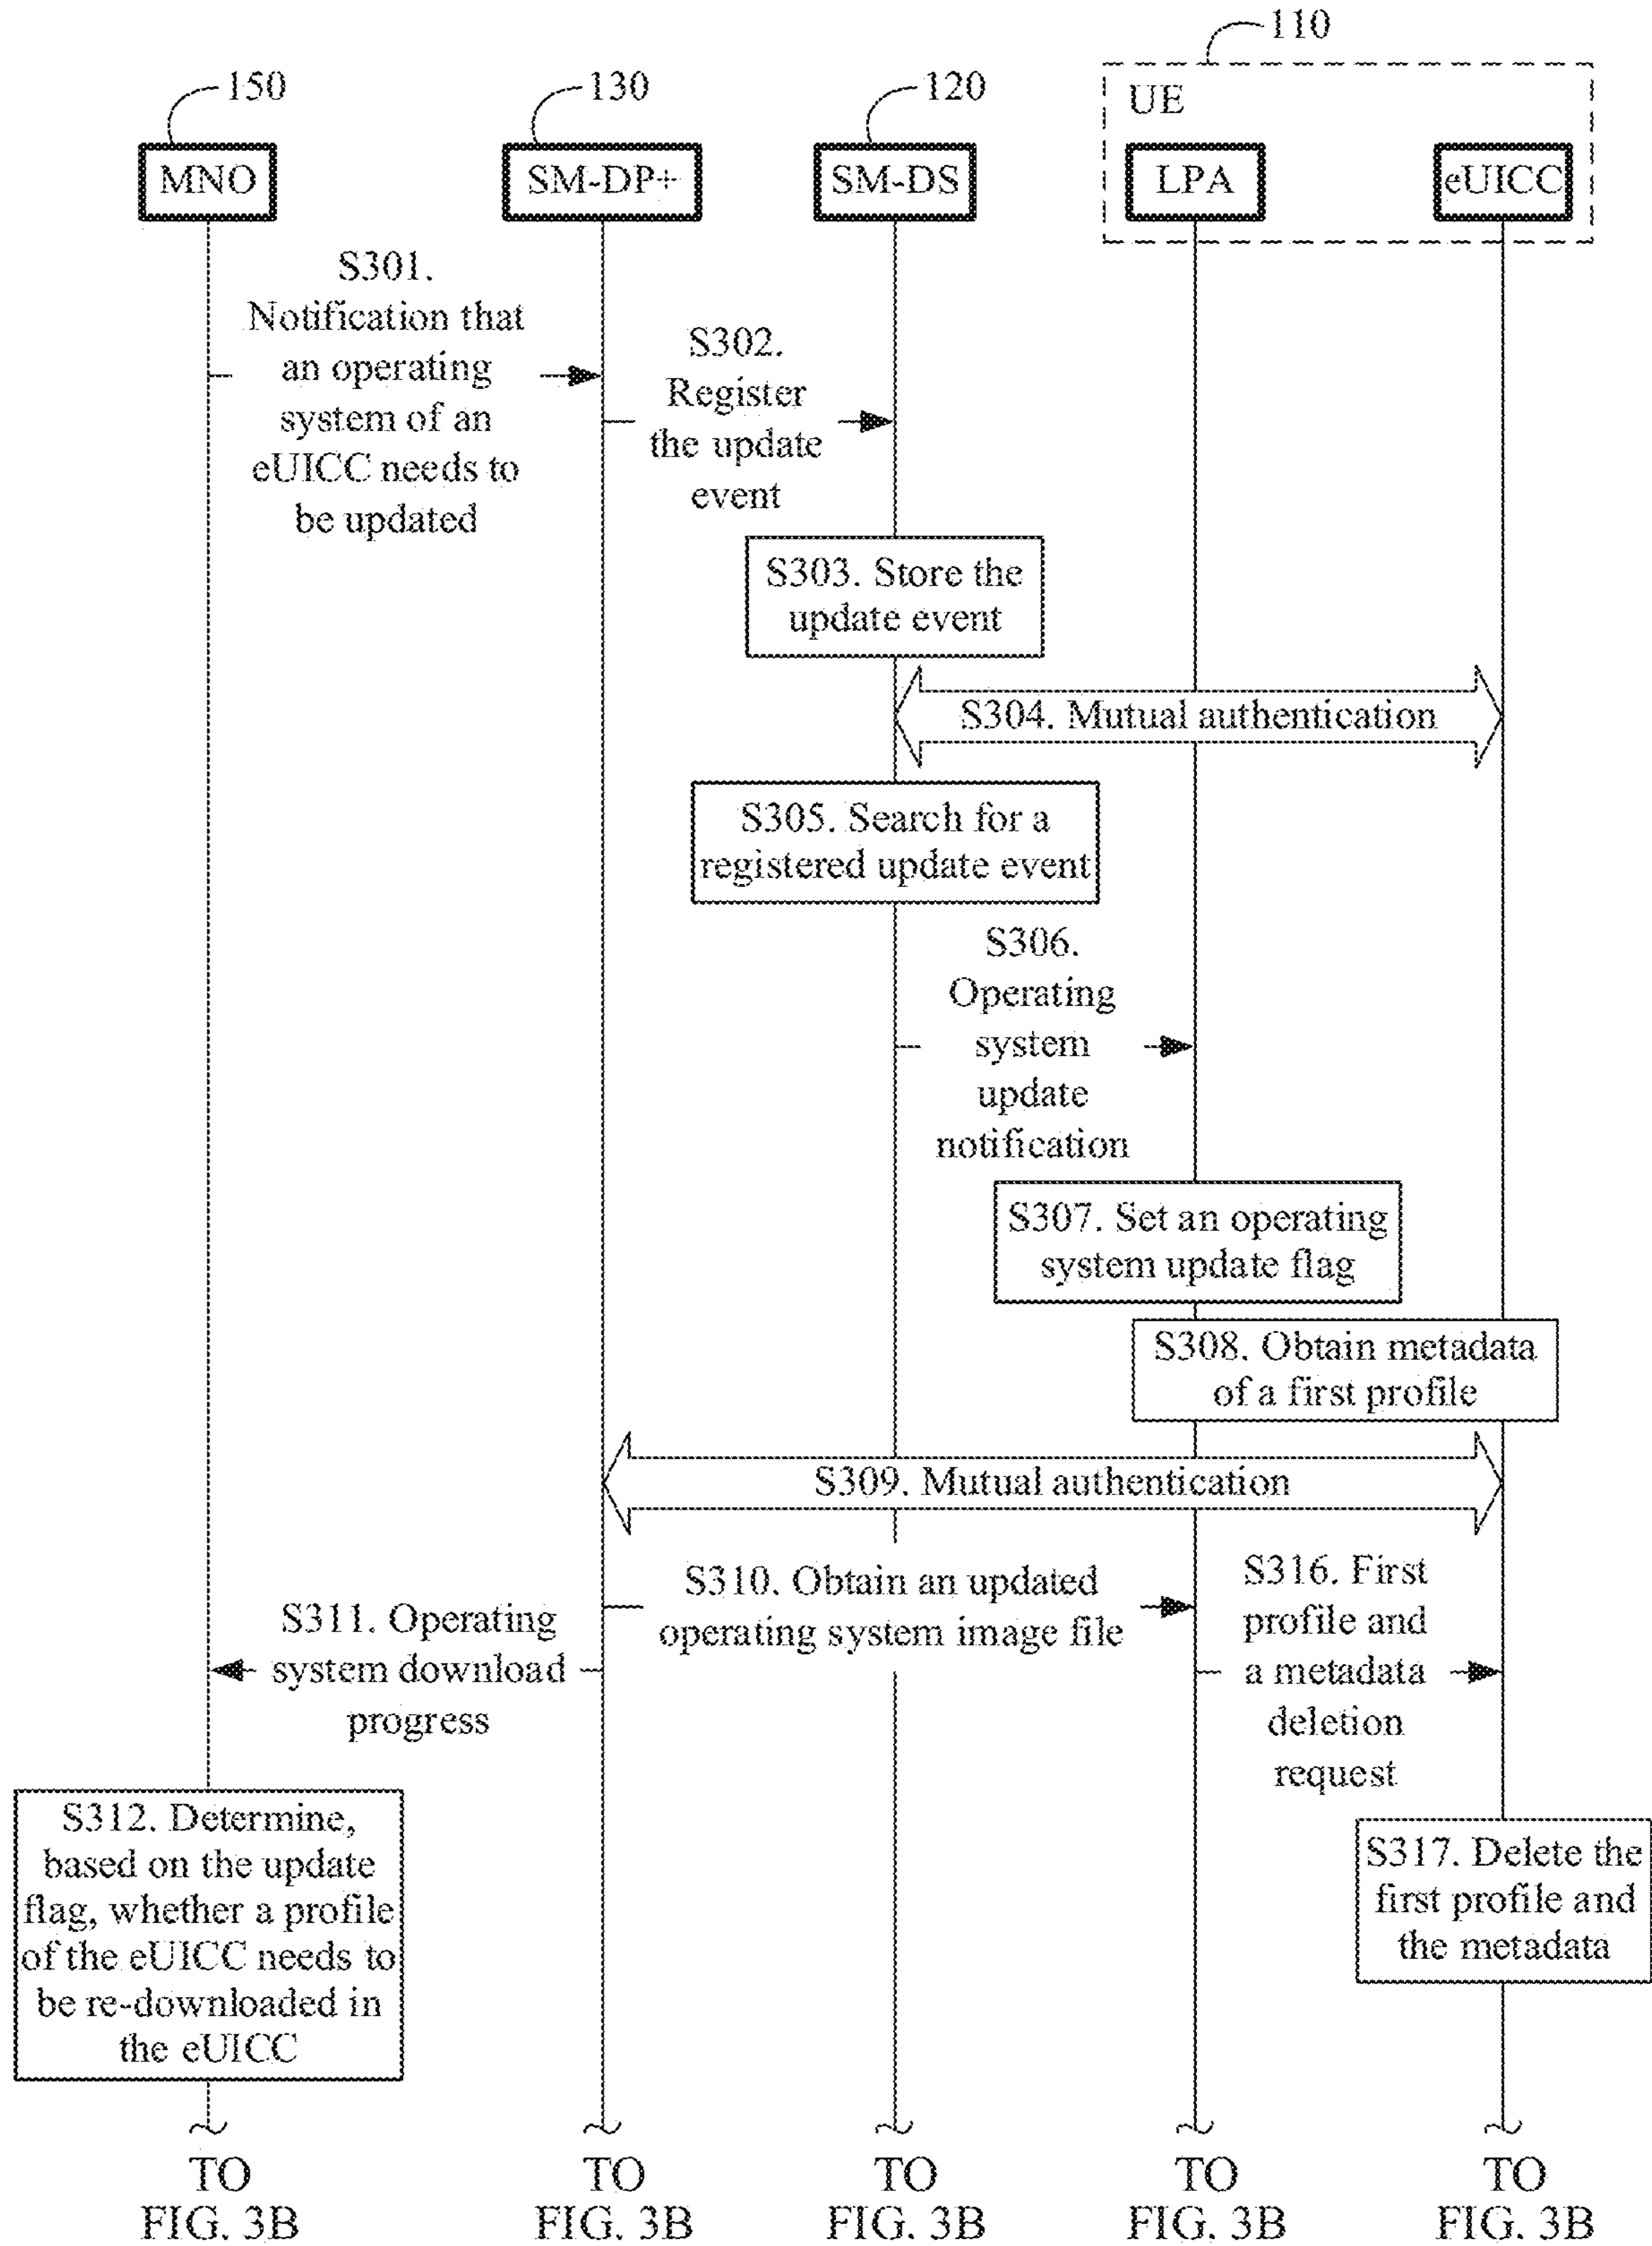 110
150
130
120
UE
MNO
SM-DP+
SM-DS
LPA
eUICC
S301.
Notification that
an operating
system of an
eUICC needs to
be updated
S302.
Register
the update
event
S303. Store the
update event
S304. Mutual authentication
S305. Search for a
registered update event
S306.
Operating
system
update
notification
S307. Set an operating
system update flag
S308. Obtain metadata
of a first profile
S309. Mutual authentication
S310. Obtain an updated
operating system image file
S316. First
profile and
a metadata
deletion
request
S311. Operating
system download
progress
S312. Determine,
based on the update
flag, whether a profile
of the eUICC needs to
be re-downloaded in
the eUICC
S317. Delete the
first profile and
the metadata
TO
FIG. 3B
TO
FIG. 3B
TO
FIG. 3B
TO
FIG. 3B
TO
FIG. 3B